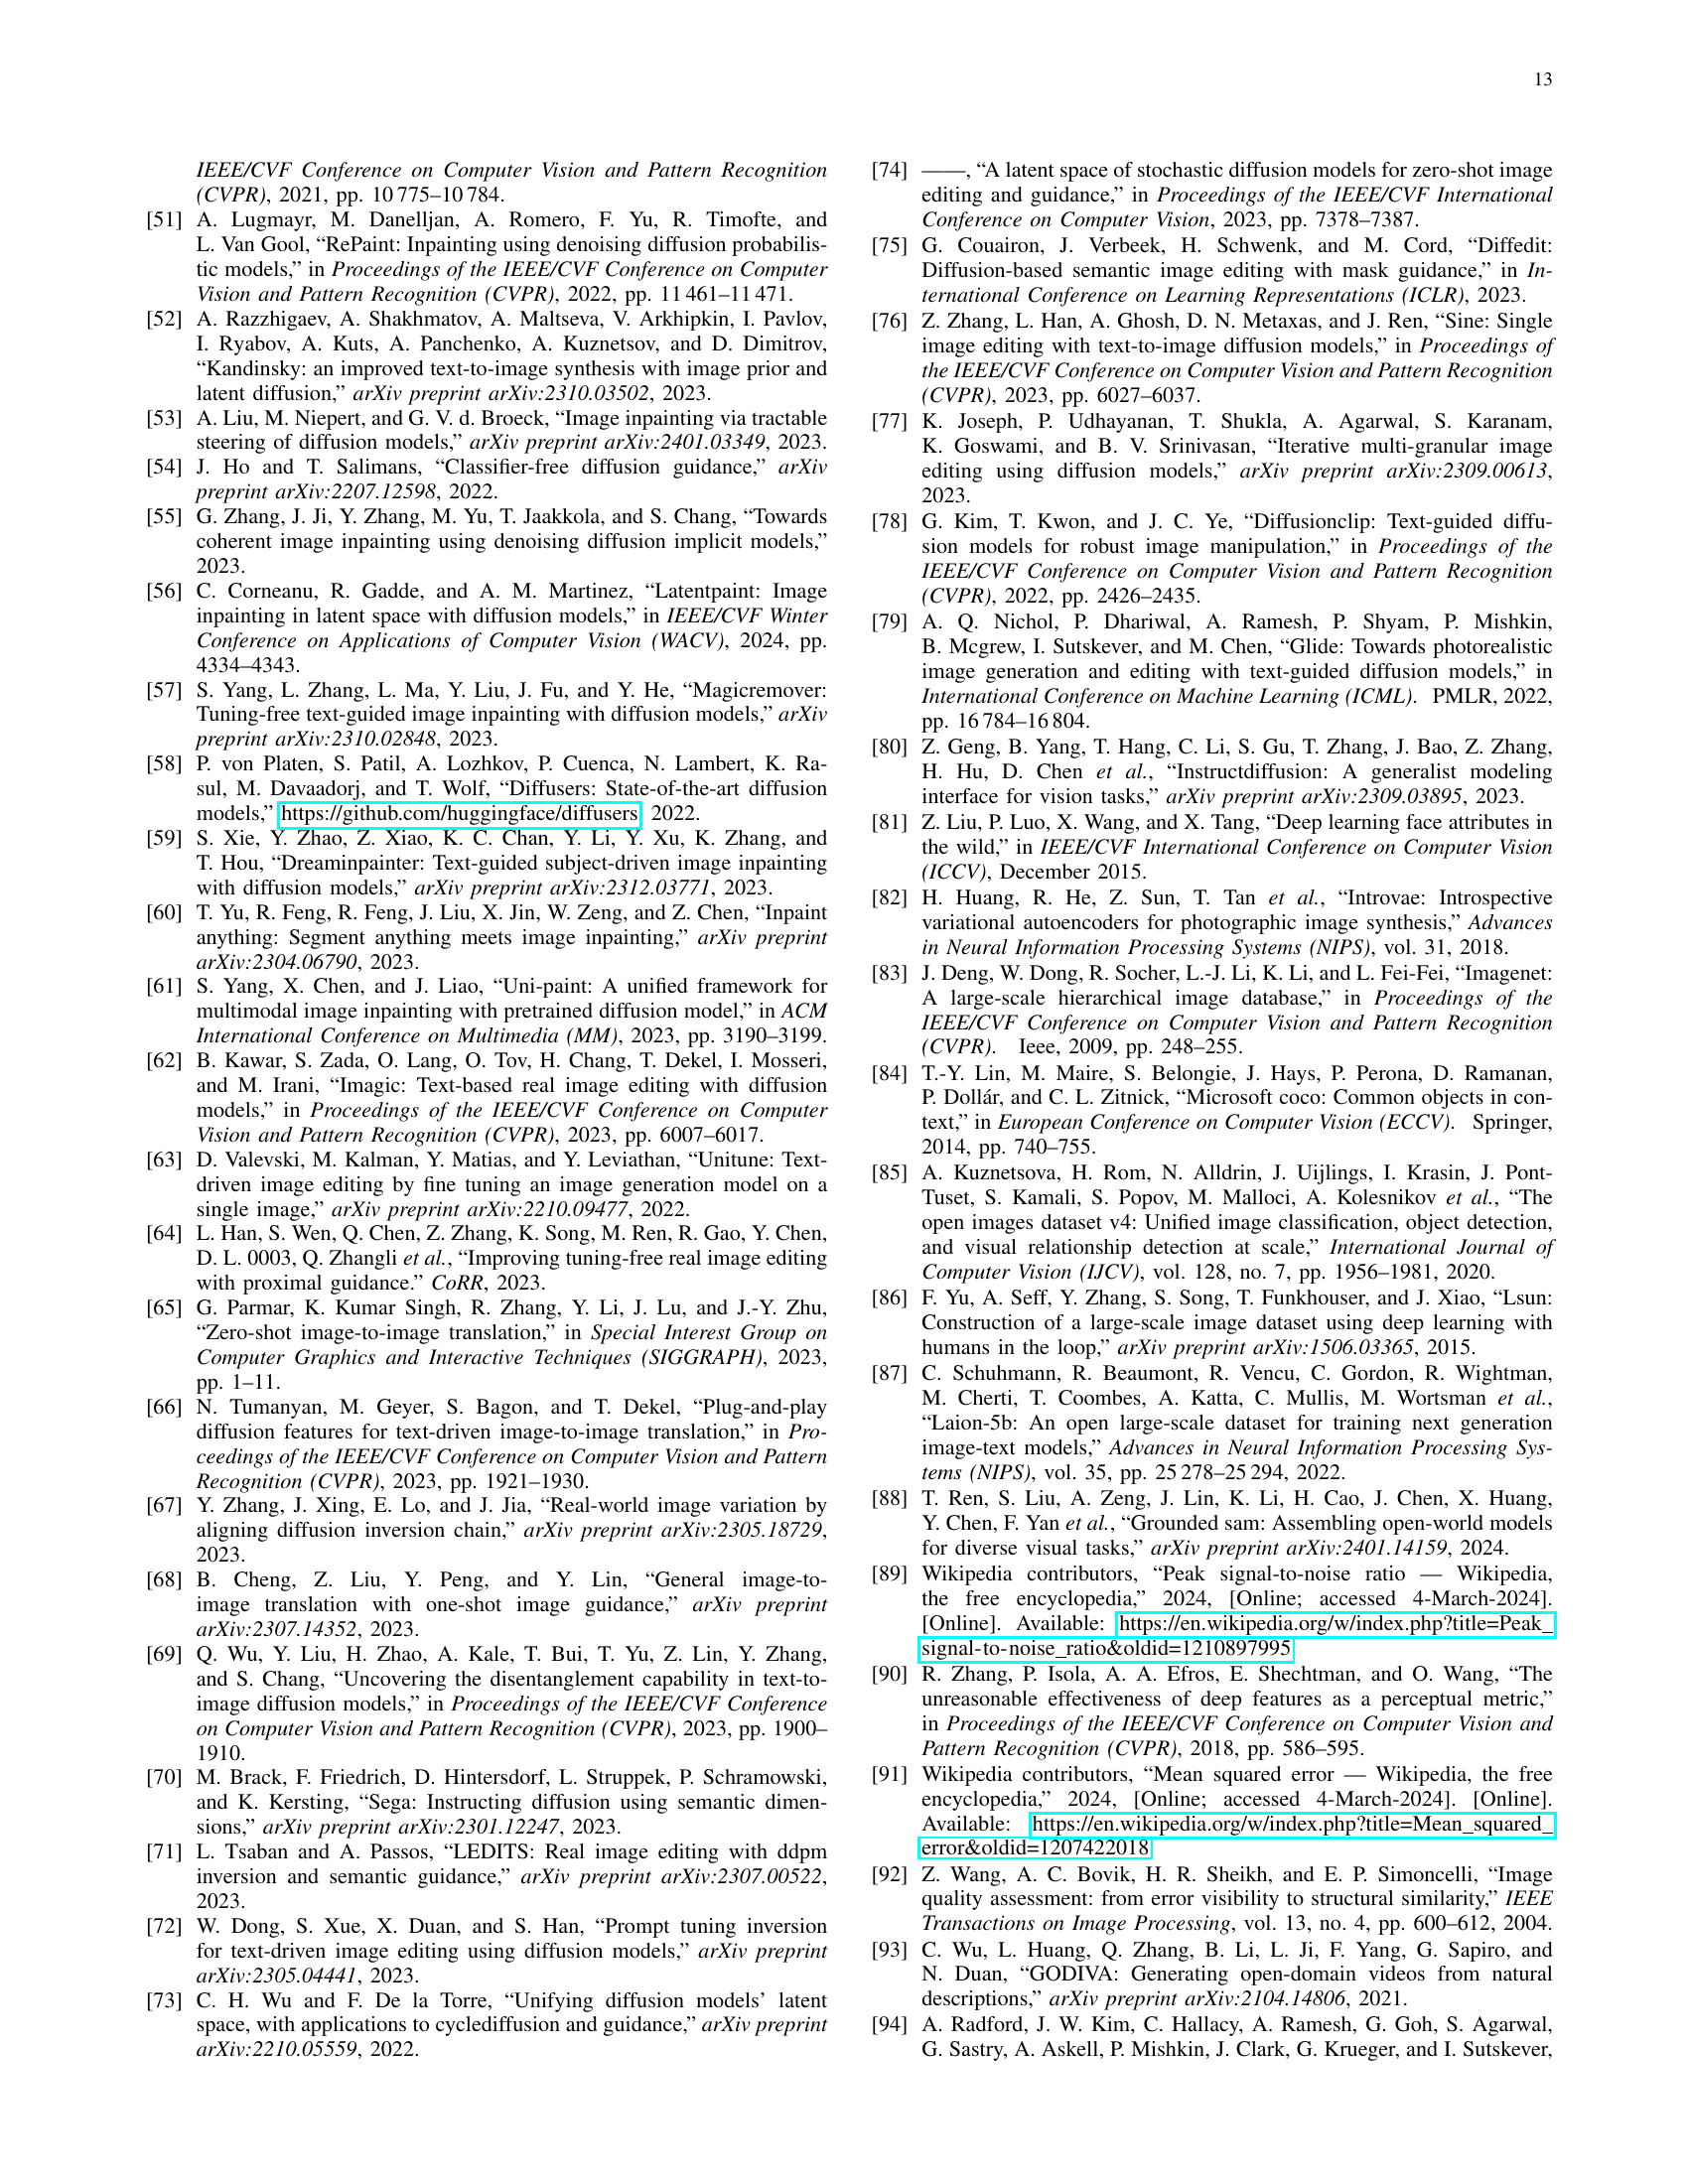 13
IEEE/CVF Conference on Computer Vision and Pattern Recognition
(CVPR), 2021, pp. 10 775–10 784.
[51] A. Lugmayr, M. Danelljan, A. Romero, F. Yu, R. Timofte, and
L. Van Gool, “RePaint: Inpainting using denoising diffusion probabilis-
tic models,” in Proceedings of the IEEE/CVF Conference on Computer
Vision and Pattern Recognition (CVPR), 2022, pp. 11 461–11 471.
[52] A. Razzhigaev, A. Shakhmatov, A. Maltseva, V. Arkhipkin, I. Pavlov,
I. Ryabov, A. Kuts, A. Panchenko, A. Kuznetsov, and D. Dimitrov,
“Kandinsky: an improved text-to-image synthesis with image prior and
latent diffusion,” arXiv preprint arXiv:2310.03502, 2023.
[53] A. Liu, M. Niepert, and G. V. d. Broeck, “Image inpainting via tractable
steering of diffusion models,” arXiv preprint arXiv:2401.03349, 2023.
[54] J. Ho and T. Salimans, “Classifier-free diffusion guidance,” arXiv
preprint arXiv:2207.12598, 2022.
[55] G. Zhang, J. Ji, Y. Zhang, M. Yu, T. Jaakkola, and S. Chang, “Towards
coherent image inpainting using denoising diffusion implicit models,”
2023.
[56] C. Corneanu, R. Gadde, and A. M. Martinez, “Latentpaint: Image
inpainting in latent space with diffusion models,” in IEEE/CVF Winter
Conference on Applications of Computer Vision (WACV), 2024, pp.
4334–4343.
[57] S. Yang, L. Zhang, L. Ma, Y. Liu, J. Fu, and Y. He, “Magicremover:
Tuning-free text-guided image inpainting with diffusion models,” arXiv
preprint arXiv:2310.02848, 2023.
[58] P. von Platen, S. Patil, A. Lozhkov, P. Cuenca, N. Lambert, K. Ra-
sul, M. Davaadorj, and T. Wolf, “Diffusers: State-of-the-art diffusion
models,” https://github.com/huggingface/diffusers, 2022.
[59] S. Xie, Y. Zhao, Z. Xiao, K. C. Chan, Y. Li, Y. Xu, K. Zhang, and
T. Hou, “Dreaminpainter: Text-guided subject-driven image inpainting
with diffusion models,” arXiv preprint arXiv:2312.03771, 2023.
[60] T. Yu, R. Feng, R. Feng, J. Liu, X. Jin, W. Zeng, and Z. Chen, “Inpaint
anything: Segment anything meets image inpainting,” arXiv preprint
arXiv:2304.06790, 2023.
[61] S. Yang, X. Chen, and J. Liao, “Uni-paint: A unified framework for
multimodal image inpainting with pretrained diffusion model,” in ACM
International Conference on Multimedia (MM), 2023, pp. 3190–3199.
[62] B. Kawar, S. Zada, O. Lang, O. Tov, H. Chang, T. Dekel, I. Mosseri,
and M. Irani, “Imagic: Text-based real image editing with diffusion
models,” in Proceedings of the IEEE/CVF Conference on Computer
Vision and Pattern Recognition (CVPR), 2023, pp. 6007–6017.
[63] D. Valevski, M. Kalman, Y. Matias, and Y. Leviathan, “Unitune: Text-
driven image editing by fine tuning an image generation model on a
single image,” arXiv preprint arXiv:2210.09477, 2022.
[64] L. Han, S. Wen, Q. Chen, Z. Zhang, K. Song, M. Ren, R. Gao, Y. Chen,
D. L. 0003, Q. Zhangli et al., “Improving tuning-free real image editing
with proximal guidance.” CoRR, 2023.
[65] G. Parmar, K. Kumar Singh, R. Zhang, Y. Li, J. Lu, and J.-Y. Zhu,
“Zero-shot image-to-image translation,” in Special Interest Group on
Computer Graphics and Interactive Techniques (SIGGRAPH), 2023,
pp. 1–11.
[66] N. Tumanyan, M. Geyer, S. Bagon, and T. Dekel, “Plug-and-play
diffusion features for text-driven image-to-image translation,” in Pro-
ceedings of the IEEE/CVF Conference on Computer Vision and Pattern
Recognition (CVPR), 2023, pp. 1921–1930.
[67] Y. Zhang, J. Xing, E. Lo, and J. Jia, “Real-world image variation by
aligning diffusion inversion chain,” arXiv preprint arXiv:2305.18729,
2023.
[68] B. Cheng, Z. Liu, Y. Peng, and Y. Lin, “General image-to-
image translation with one-shot image guidance,” arXiv preprint
arXiv:2307.14352, 2023.
[69] Q. Wu, Y. Liu, H. Zhao, A. Kale, T. Bui, T. Yu, Z. Lin, Y. Zhang,
and S. Chang, “Uncovering the disentanglement capability in text-to-
image diffusion models,” in Proceedings of the IEEE/CVF Conference
on Computer Vision and Pattern Recognition (CVPR), 2023, pp. 1900–
1910.
[70] M. Brack, F. Friedrich, D. Hintersdorf, L. Struppek, P. Schramowski,
and K. Kersting, “Sega: Instructing diffusion using semantic dimen-
sions,” arXiv preprint arXiv:2301.12247, 2023.
[71] L. Tsaban and A. Passos, “LEDITS: Real image editing with ddpm
inversion and semantic guidance,” arXiv preprint arXiv:2307.00522,
2023.
[72] W. Dong, S. Xue, X. Duan, and S. Han, “Prompt tuning inversion
for text-driven image editing using diffusion models,” arXiv preprint
arXiv:2305.04441, 2023.
[73] C. H. Wu and F. De la Torre, “Unifying diffusion models’ latent
space, with applications to cyclediffusion and guidance,” arXiv preprint
arXiv:2210.05559, 2022.
[74] ——, “A latent space of stochastic diffusion models for zero-shot image
editing and guidance,” in Proceedings of the IEEE/CVF International
Conference on Computer Vision, 2023, pp. 7378–7387.
[75] G. Couairon, J. Verbeek, H. Schwenk, and M. Cord, “Diffedit:
Diffusion-based semantic image editing with mask guidance,” in In-
ternational Conference on Learning Representations (ICLR), 2023.
[76] Z. Zhang, L. Han, A. Ghosh, D. N. Metaxas, and J. Ren, “Sine: Single
image editing with text-to-image diffusion models,” in Proceedings of
the IEEE/CVF Conference on Computer Vision and Pattern Recognition
(CVPR), 2023, pp. 6027–6037.
[77] K. Joseph, P. Udhayanan, T. Shukla, A. Agarwal, S. Karanam,
K. Goswami, and B. V. Srinivasan, “Iterative multi-granular image
editing using diffusion models,” arXiv preprint arXiv:2309.00613,
2023.
[78] G. Kim, T. Kwon, and J. C. Ye, “Diffusionclip: Text-guided diffu-
sion models for robust image manipulation,” in Proceedings of the
IEEE/CVF Conference on Computer Vision and Pattern Recognition
(CVPR), 2022, pp. 2426–2435.
[79] A. Q. Nichol, P. Dhariwal, A. Ramesh, P. Shyam, P. Mishkin,
B. Mcgrew, I. Sutskever, and M. Chen, “Glide: Towards photorealistic
image generation and editing with text-guided diffusion models,” in
International Conference on Machine Learning (ICML). PMLR, 2022,
pp. 16 784–16 804.
[80] Z. Geng, B. Yang, T. Hang, C. Li, S. Gu, T. Zhang, J. Bao, Z. Zhang,
H. Hu, D. Chen et al., “Instructdiffusion: A generalist modeling
interface for vision tasks,” arXiv preprint arXiv:2309.03895, 2023.
[81] Z. Liu, P. Luo, X. Wang, and X. Tang, “Deep learning face attributes in
the wild,” in IEEE/CVF International Conference on Computer Vision
(ICCV), December 2015.
[82] H. Huang, R. He, Z. Sun, T. Tan et al., “Introvae: Introspective
variational autoencoders for photographic image synthesis,” Advances
in Neural Information Processing Systems (NIPS), vol. 31, 2018.
[83] J. Deng, W. Dong, R. Socher, L.-J. Li, K. Li, and L. Fei-Fei, “Imagenet:
A large-scale hierarchical image database,” in Proceedings of the
IEEE/CVF Conference on Computer Vision and Pattern Recognition
(CVPR). Ieee, 2009, pp. 248–255.
[84] T.-Y. Lin, M. Maire, S. Belongie, J. Hays, P. Perona, D. Ramanan,
P. Dollár, and C. L. Zitnick, “Microsoft coco: Common objects in con-
text,” in European Conference on Computer Vision (ECCV). Springer,
2014, pp. 740–755.
[85] A. Kuznetsova, H. Rom, N. Alldrin, J. Uijlings, I. Krasin, J. Pont-
Tuset, S. Kamali, S. Popov, M. Malloci, A. Kolesnikov et al., “The
open images dataset v4: Unified image classification, object detection,
and visual relationship detection at scale,” International Journal of
Computer Vision (IJCV), vol. 128, no. 7, pp. 1956–1981, 2020.
[86] F. Yu, A. Seff, Y. Zhang, S. Song, T. Funkhouser, and J. Xiao, “Lsun:
Construction of a large-scale image dataset using deep learning with
humans in the loop,” arXiv preprint arXiv:1506.03365, 2015.
[87] C. Schuhmann, R. Beaumont, R. Vencu, C. Gordon, R. Wightman,
M. Cherti, T. Coombes, A. Katta, C. Mullis, M. Wortsman et al.,
“Laion-5b: An open large-scale dataset for training next generation
image-text models,” Advances in Neural Information Processing Sys-
tems (NIPS), vol. 35, pp. 25 278–25 294, 2022.
[88] T. Ren, S. Liu, A. Zeng, J. Lin, K. Li, H. Cao, J. Chen, X. Huang,
Y. Chen, F. Yan et al., “Grounded sam: Assembling open-world models
for diverse visual tasks,” arXiv preprint arXiv:2401.14159, 2024.
[89] Wikipedia contributors, “Peak signal-to-noise ratio — Wikipedia,
the free encyclopedia,” 2024, [Online; accessed 4-March-2024].
[Online]. Available: https://en.wikipedia.org/w/index.php?title=Peak_
signal-to-noise_ratio&oldid=1210897995
[90] R. Zhang, P. Isola, A. A. Efros, E. Shechtman, and O. Wang, “The
unreasonable effectiveness of deep features as a perceptual metric,”
in Proceedings of the IEEE/CVF Conference on Computer Vision and
Pattern Recognition (CVPR), 2018, pp. 586–595.
[91] Wikipedia contributors, “Mean squared error — Wikipedia, the free
encyclopedia,” 2024, [Online; accessed 4-March-2024]. [Online].
Available: https://en.wikipedia.org/w/index.php?title=Mean_squared_
error&oldid=1207422018
[92] Z. Wang, A. C. Bovik, H. R. Sheikh, and E. P. Simoncelli, “Image
quality assessment: from error visibility to structural similarity,” IEEE
Transactions on Image Processing, vol. 13, no. 4, pp. 600–612, 2004.
[93] C. Wu, L. Huang, Q. Zhang, B. Li, L. Ji, F. Yang, G. Sapiro, and
N. Duan, “GODIVA: Generating open-domain videos from natural
descriptions,” arXiv preprint arXiv:2104.14806, 2021.
[94] A. Radford, J. W. Kim, C. Hallacy, A. Ramesh, G. Goh, S. Agarwal,
G. Sastry, A. Askell, P. Mishkin, J. Clark, G. Krueger, and I. Sutskever,